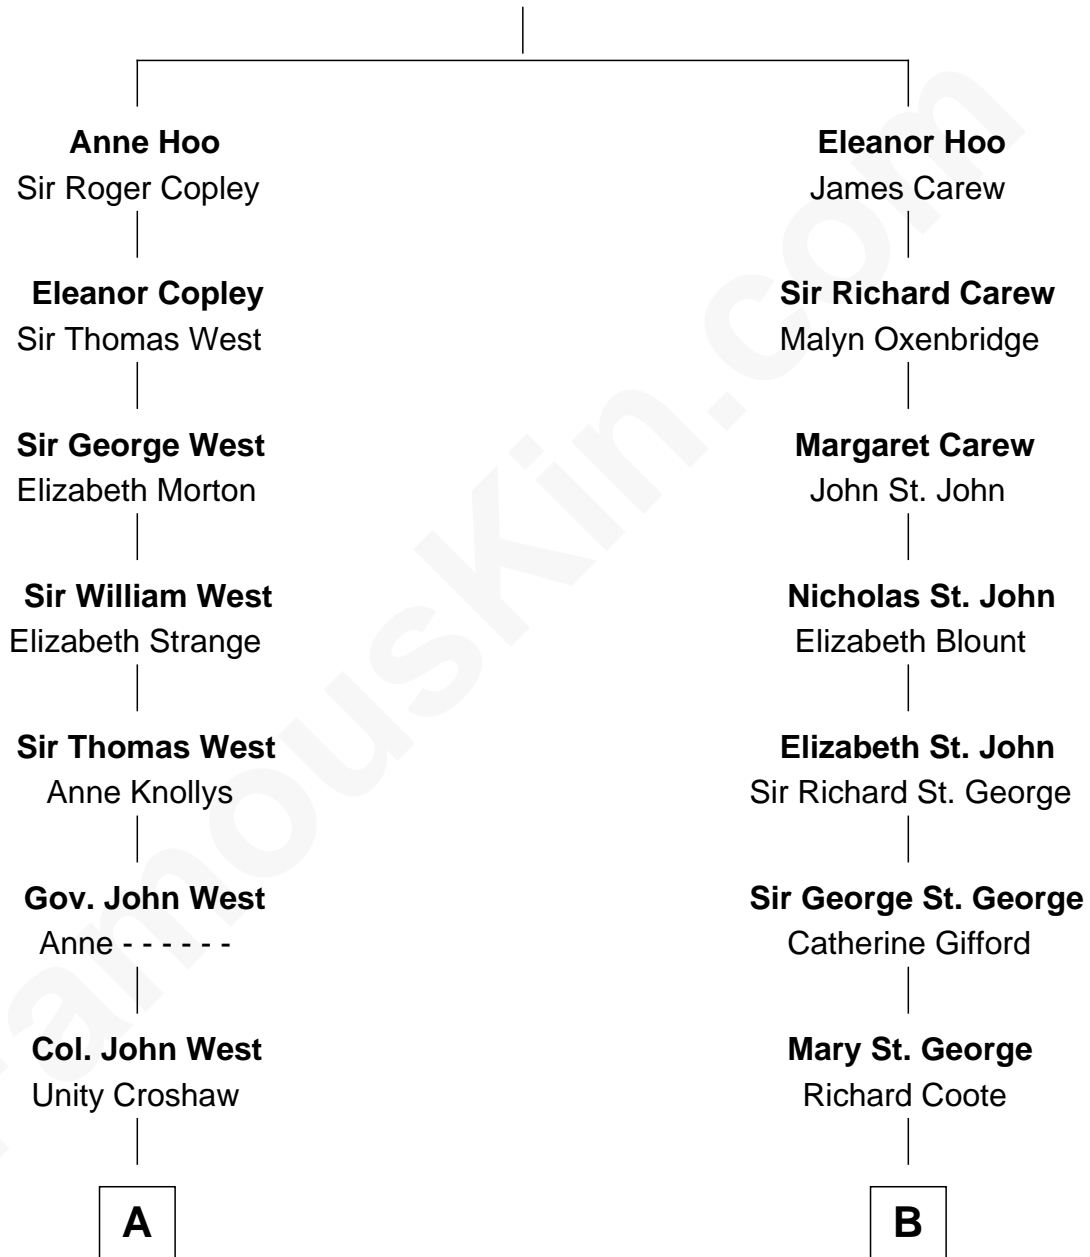 Anne Hoo
Sir Roger Copley
Eleanor Copley
Sir Thomas West
Sir George West
Elizabeth Morton
Sir William West
Elizabeth Strange
Sir Thomas West
Anne Knollys
Gov. John West
Anne - - - - - -
Col. John West
Unity Croshaw
A
Eleanor Hoo
James Carew
Sir Richard Carew
Malyn Oxenbridge
Margaret Carew
John St. John
Nicholas St. John
Elizabeth Blount
Elizabeth St. John
Sir Richard St. George
Sir George St. George
Catherine Gifford
Mary St. George
Richard Coote
B
FamousKin.com